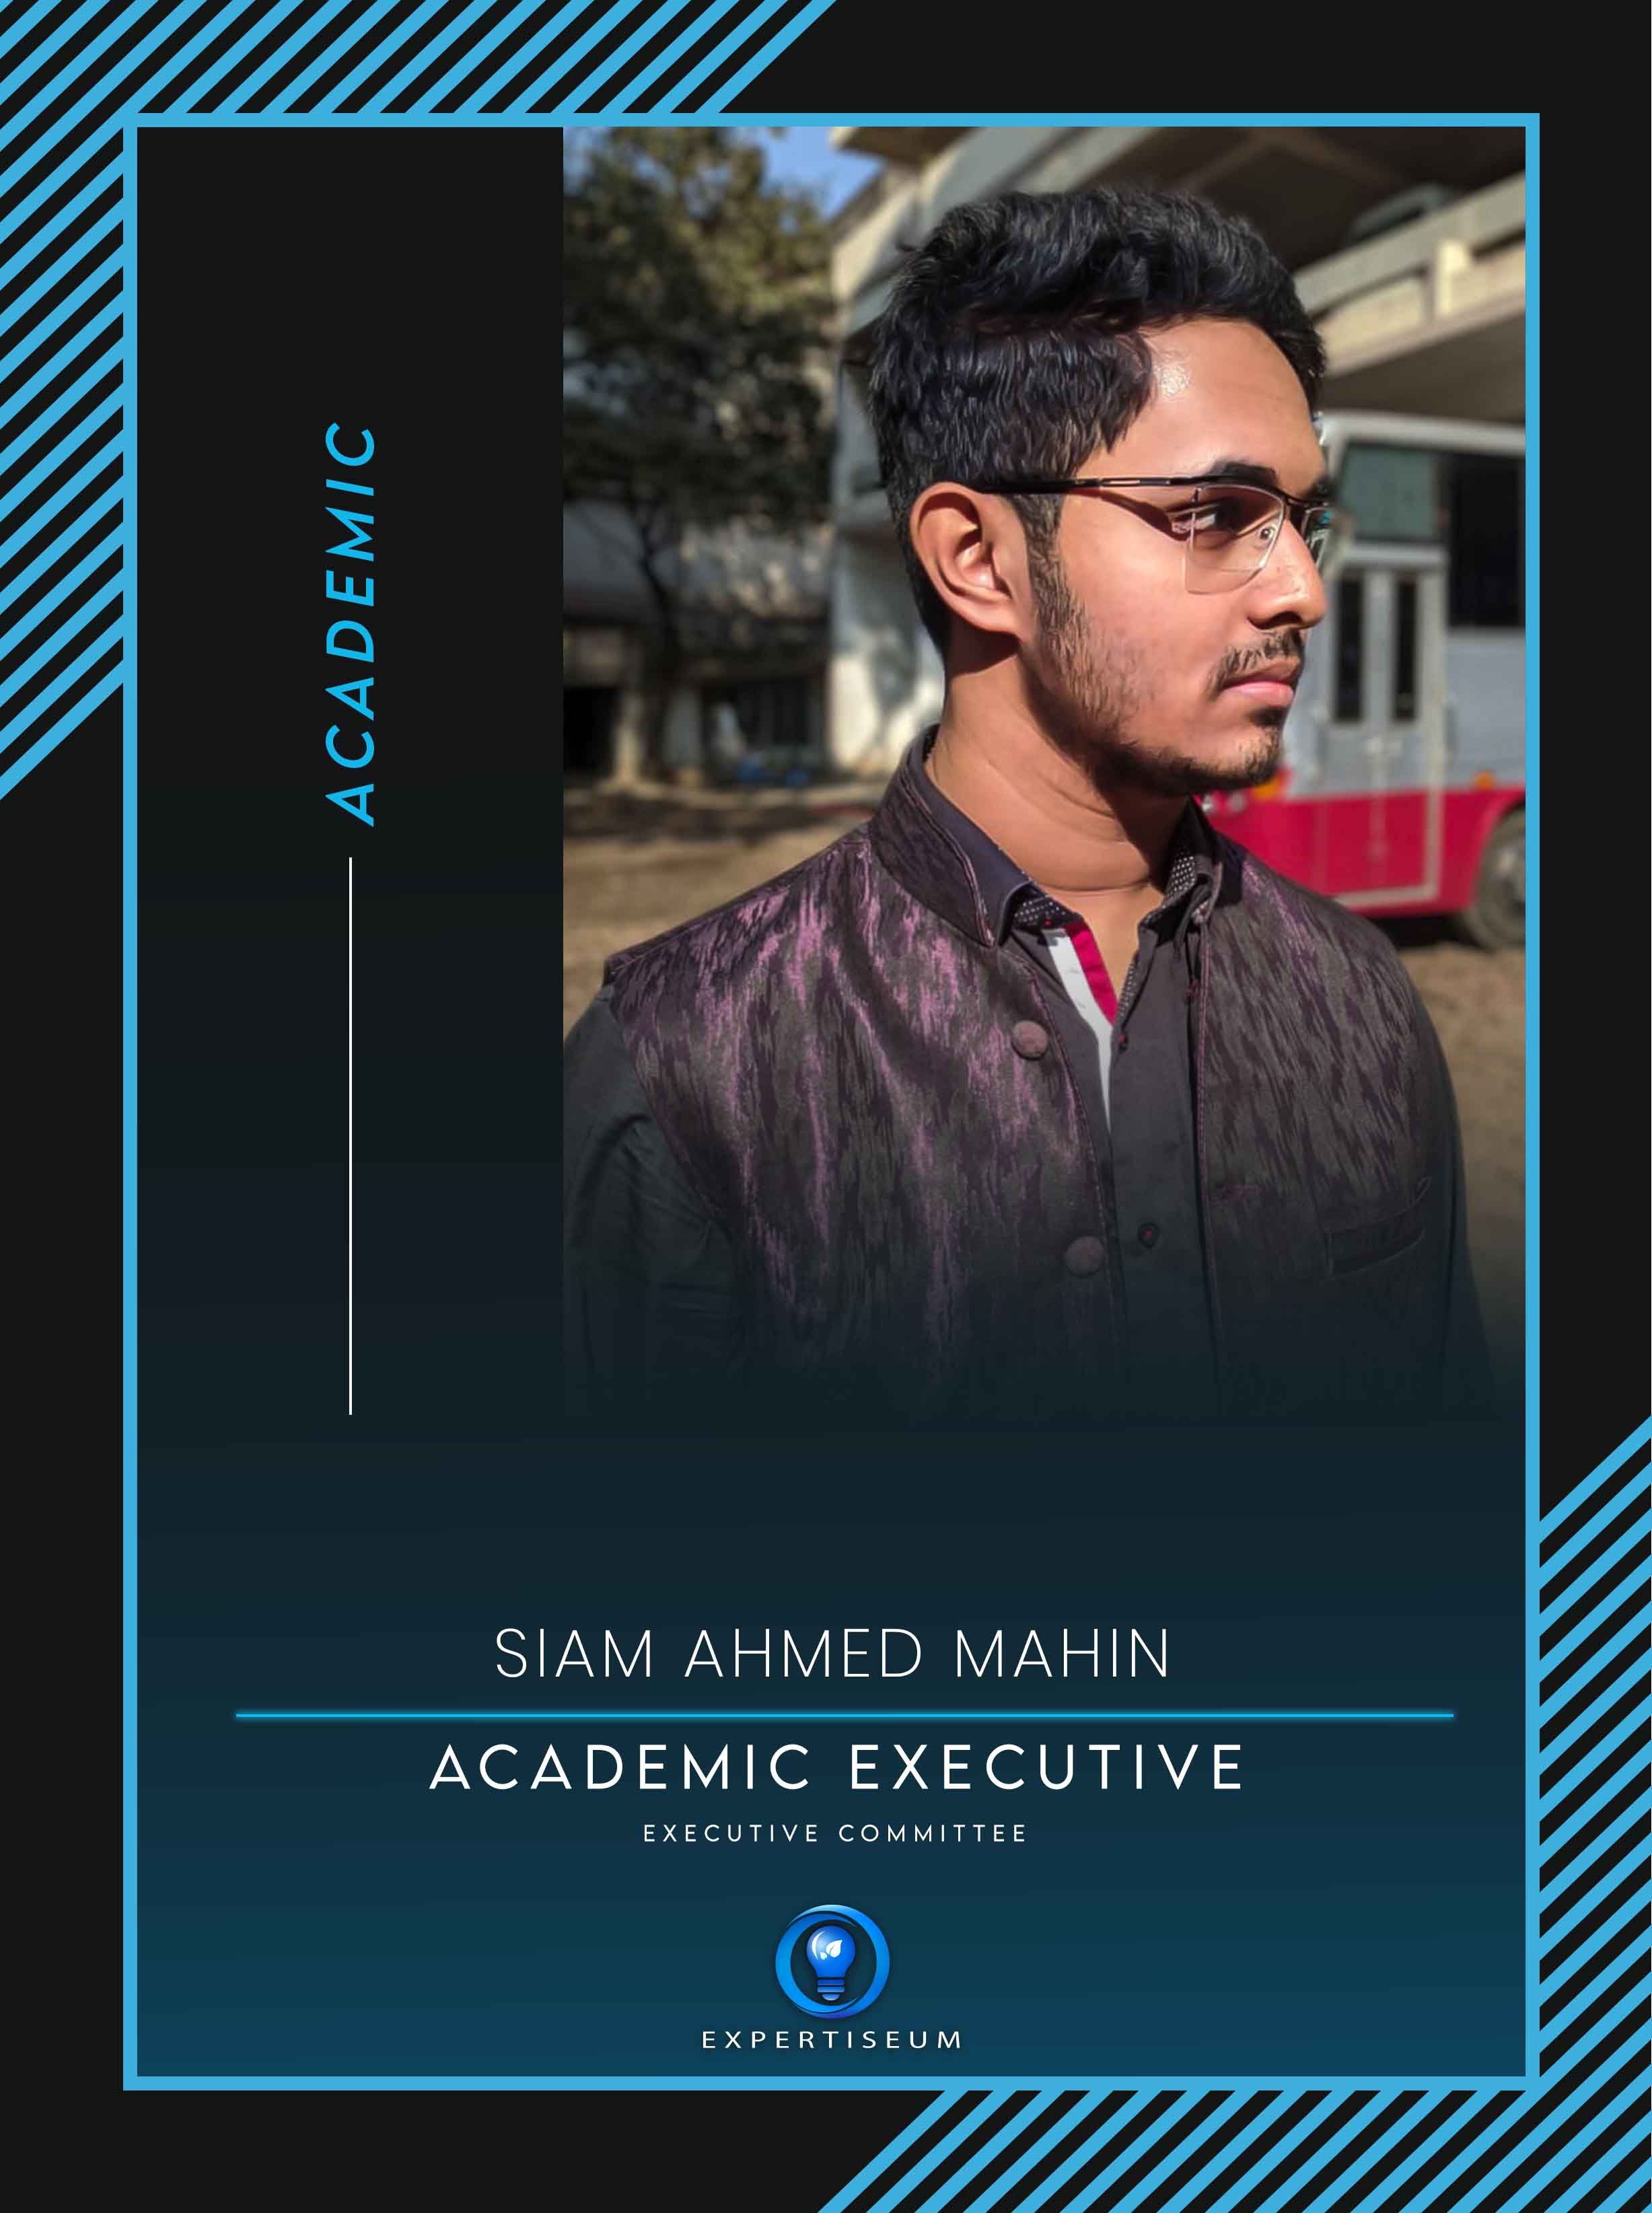 ACADEMIC
SIAM AHMED MAHIN
ACADEMIC EXECUTIVE
EXECUTIVE COMMITTEE
EXPERTISEUM